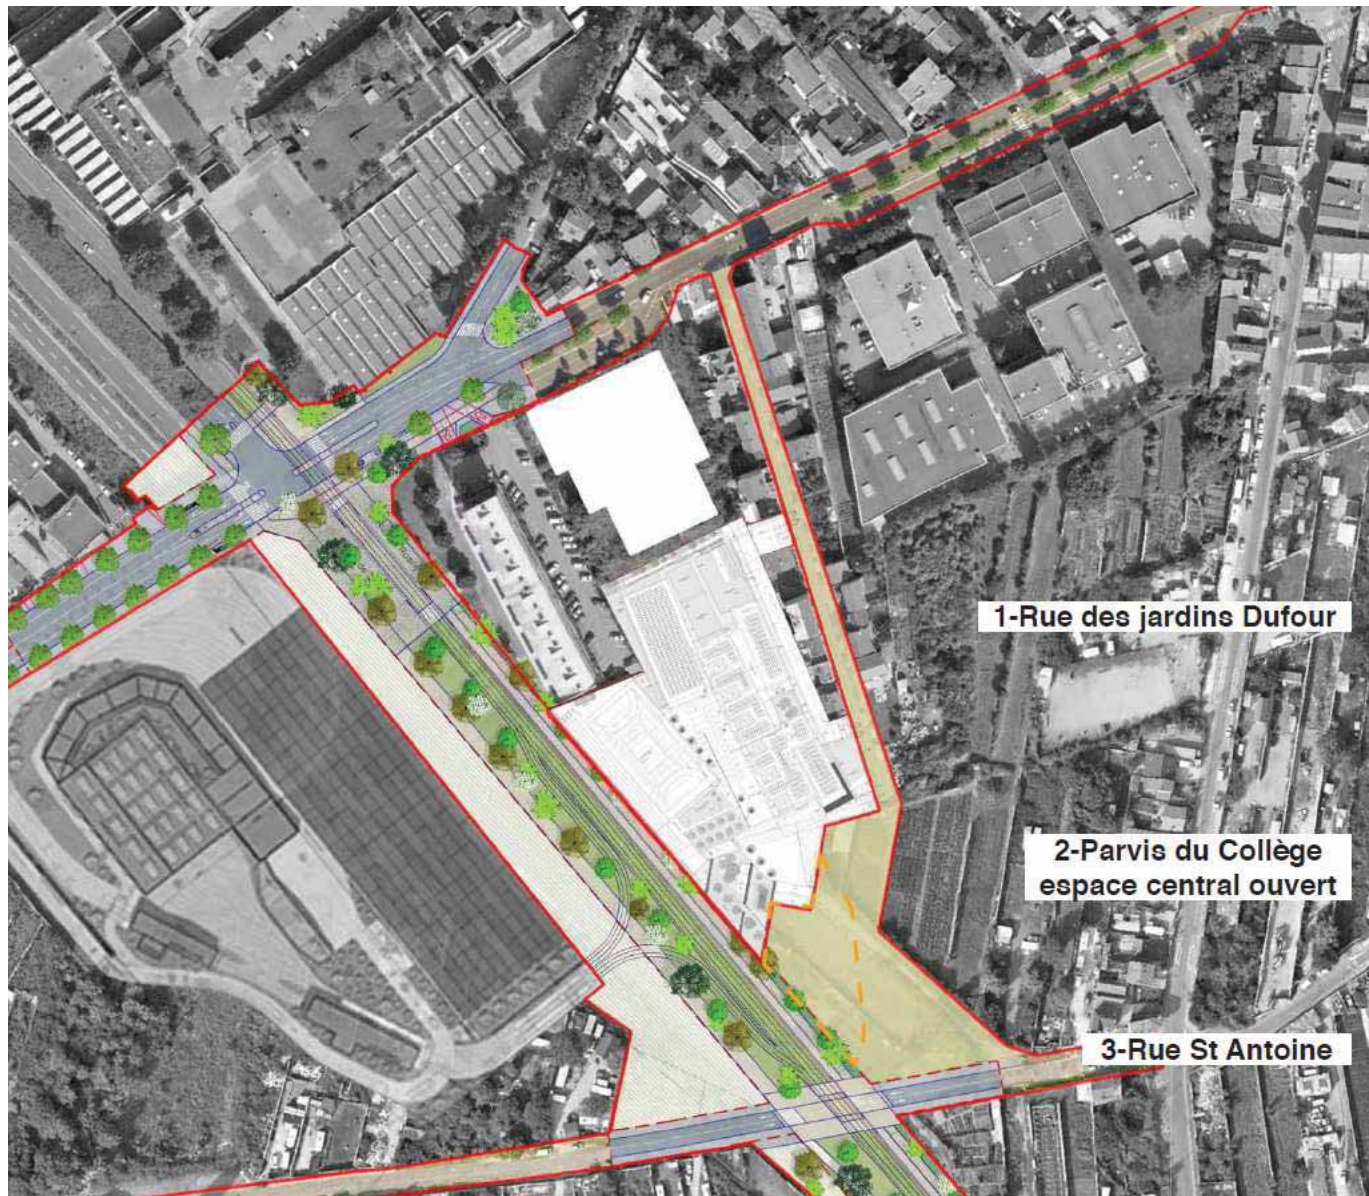 1-Rue des jardins Dufour
2-Parvis du Collège
espace central ouvert
3-Rue St Antoine